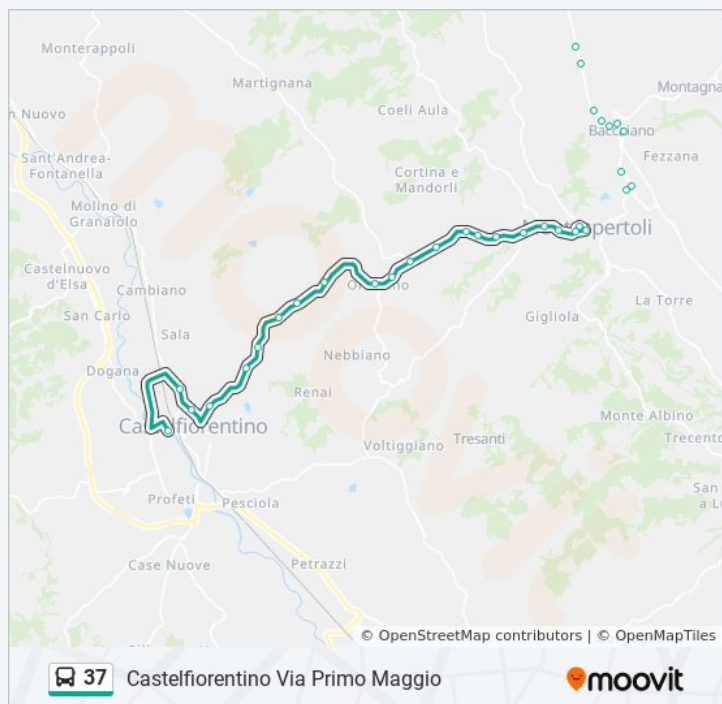 Monterappoli
Martignana
Montagna
Coeli Aula
n Nuovo
Baccaiano
Fezzana
Sant'Andrea-
Fontanella
Cortina e
Mandorli
Molino di
Granaiolo
Castelnuovo
d'Elsa
Cambiano
La Torre
San Carlo
Gigliola
Sala
Nebbiano
Dogana
Renai
Monte Albino
Castelfiorentino
Voltiggiano
Tresanti
Trecento
San
a Lu
Profeti
Pesciola
Case Nuove
Petrazzi
© OpenStreetMap contributors | © OpenMapTiles
37
Castelfiorentino Via Primo Maggio
moovit